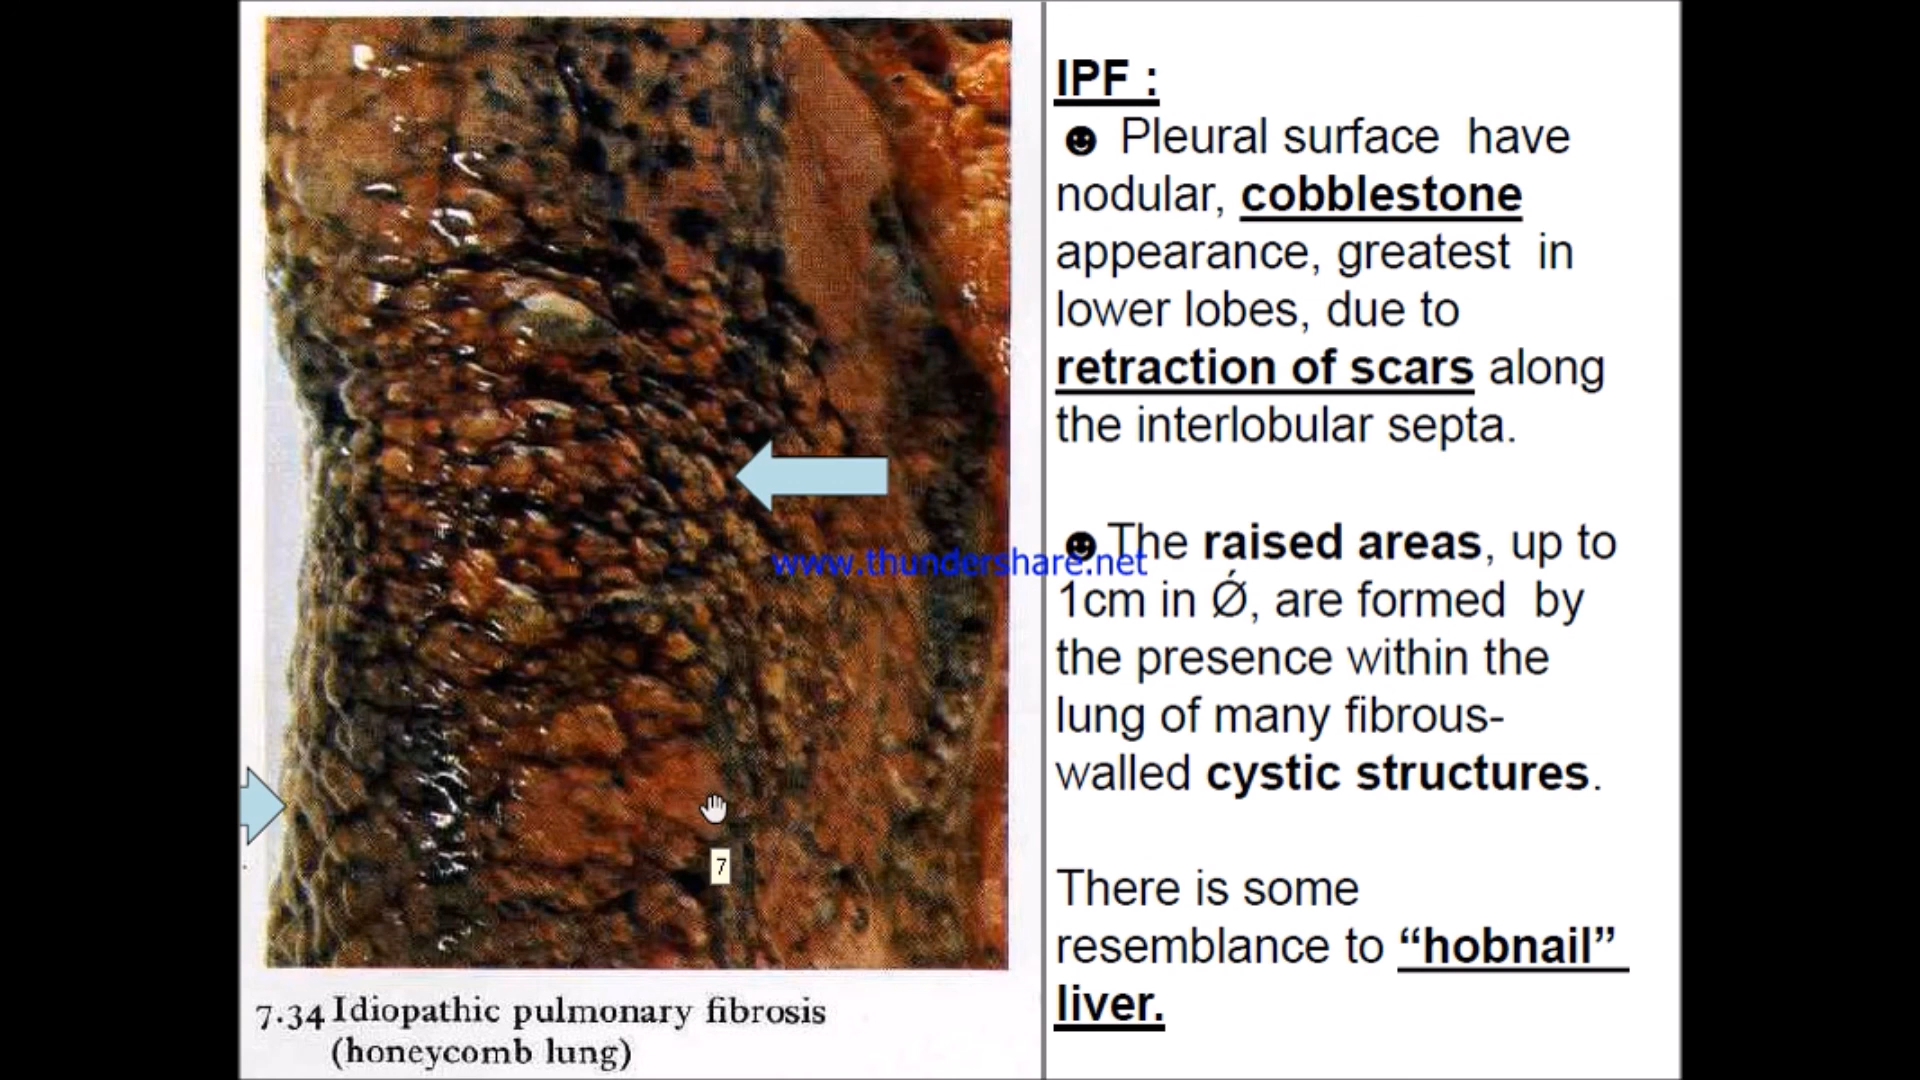 IPF :
☻ Pleural surface have
nodular, cobblestone
appearance, greatest in
lower lobes, due to
retraction of scars along
the interlobular septa.
☻The raised areas, up to
1cm in Ǿ, are formed by
the presence within the
lung of many fibrous-
walled cystic structures.
There is some
resemblance to “hobnail”
liver.
www.thundershare.net
7
7.34 Idiopathic pulmonary fibrosis
(honeycomb lung)